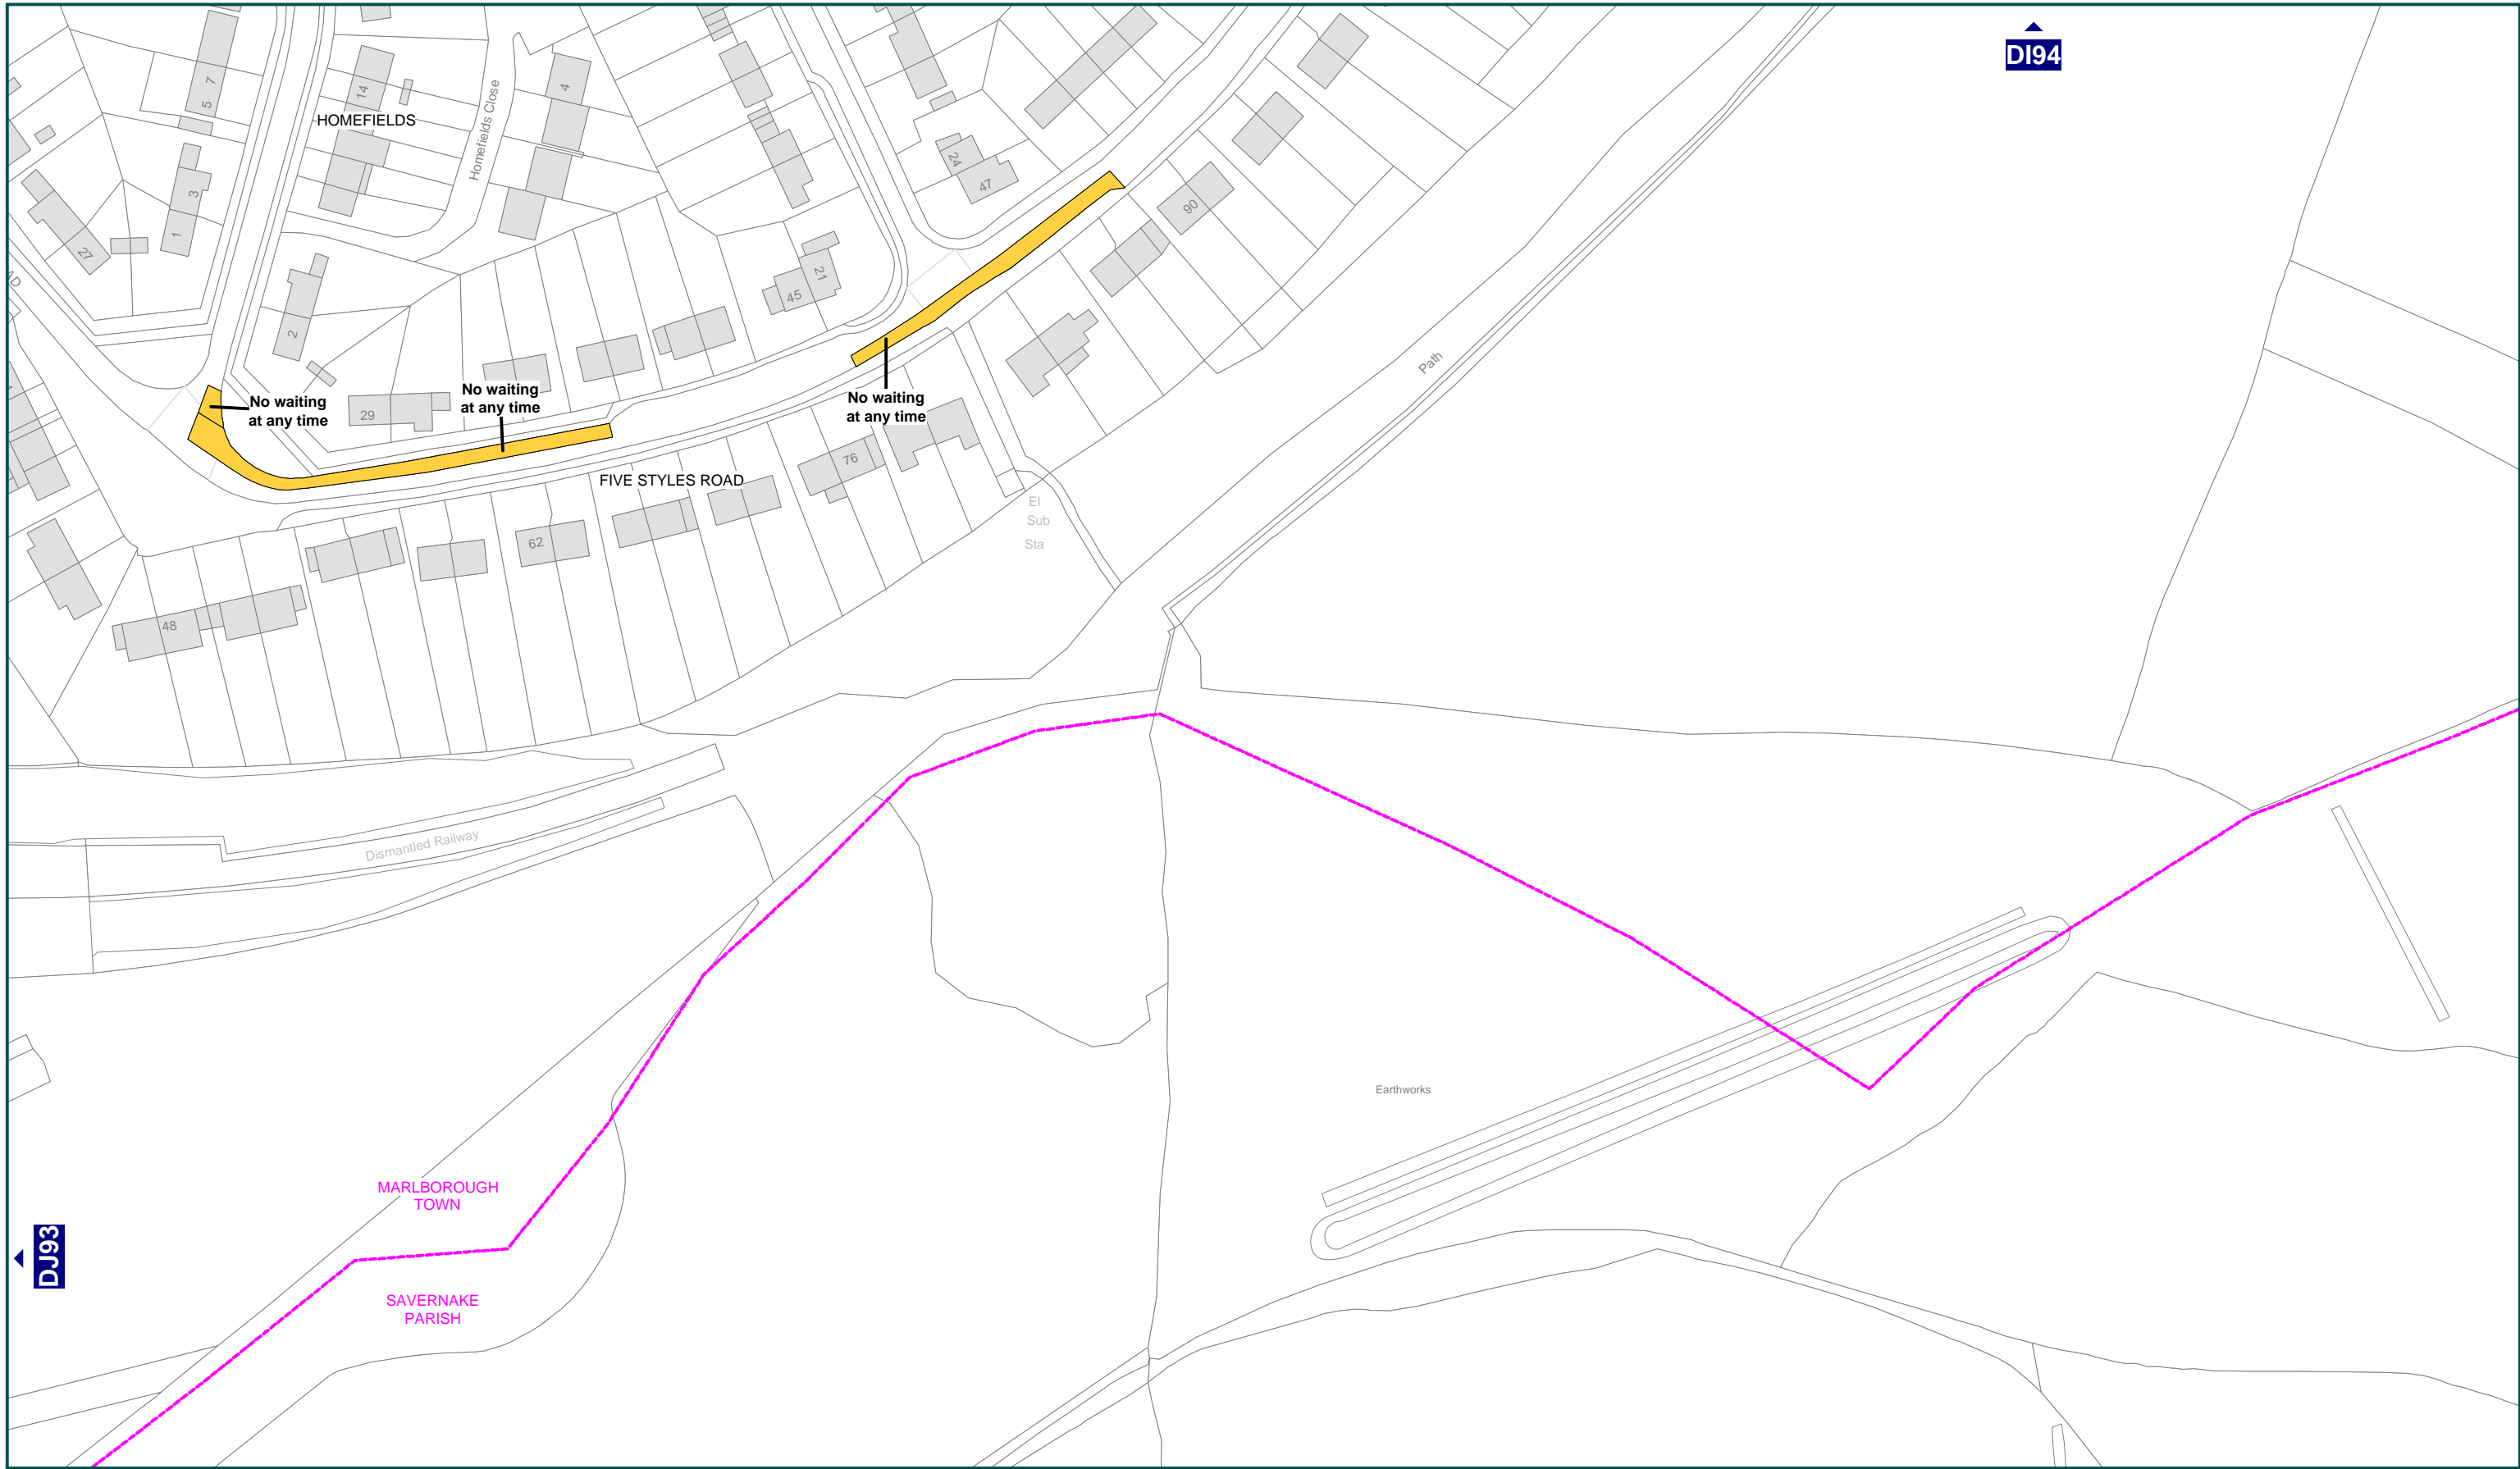 DI94
7
5
14
HOMEFIELDS
Homefields Close
4
3
1
27
24
47
90
2
21
45
Path
29
No waiting
at any time
No waiting
at any time
No waiting
at any time
76
FIVE STYLES ROAD
El
Sub
Sta
62
48
Dismantled Railway
Earthworks
MARLBOROUGH
TOWN
DJ93
SAVERNAKE
PARISH